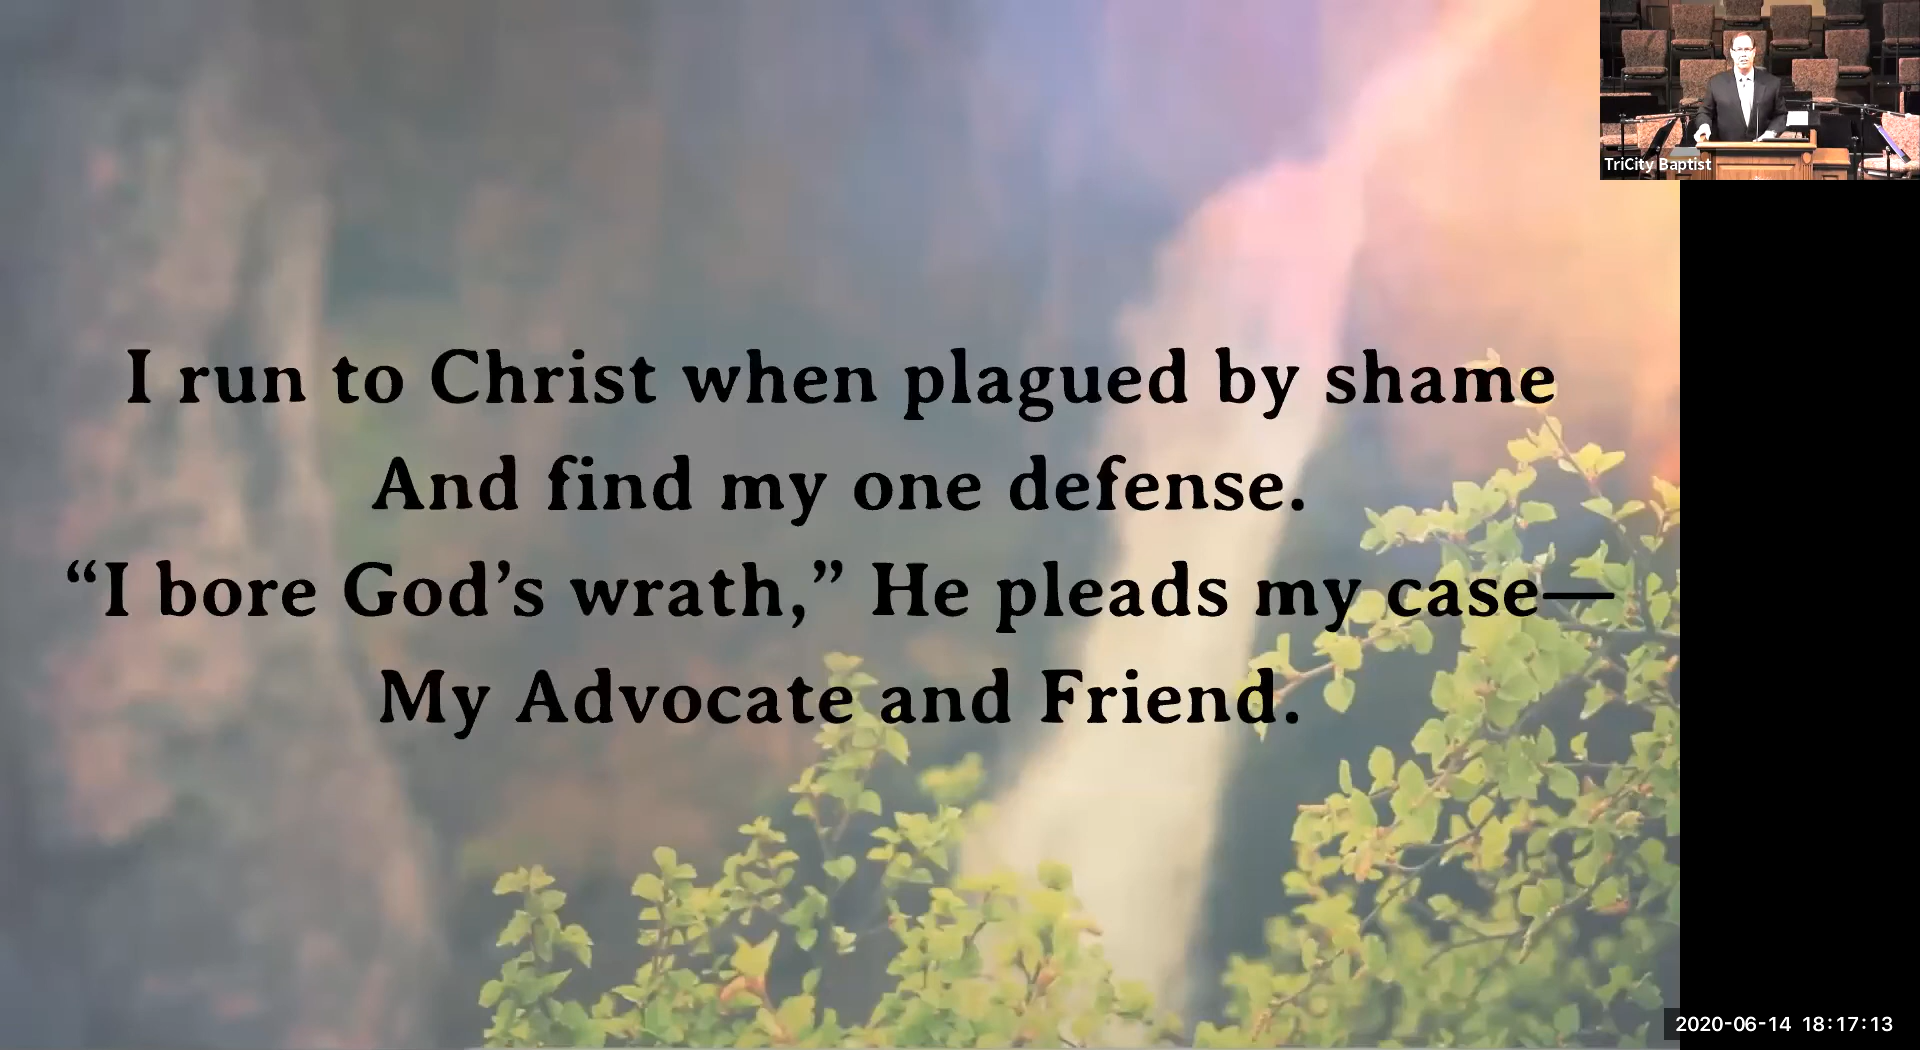 I run to Christ when plagued by shame
And find my one defense.
“I bore God’s wrath,” He pleads my case—
My Advocate and Friend.
TriCity Baptist
2020-06-14 18:17:13